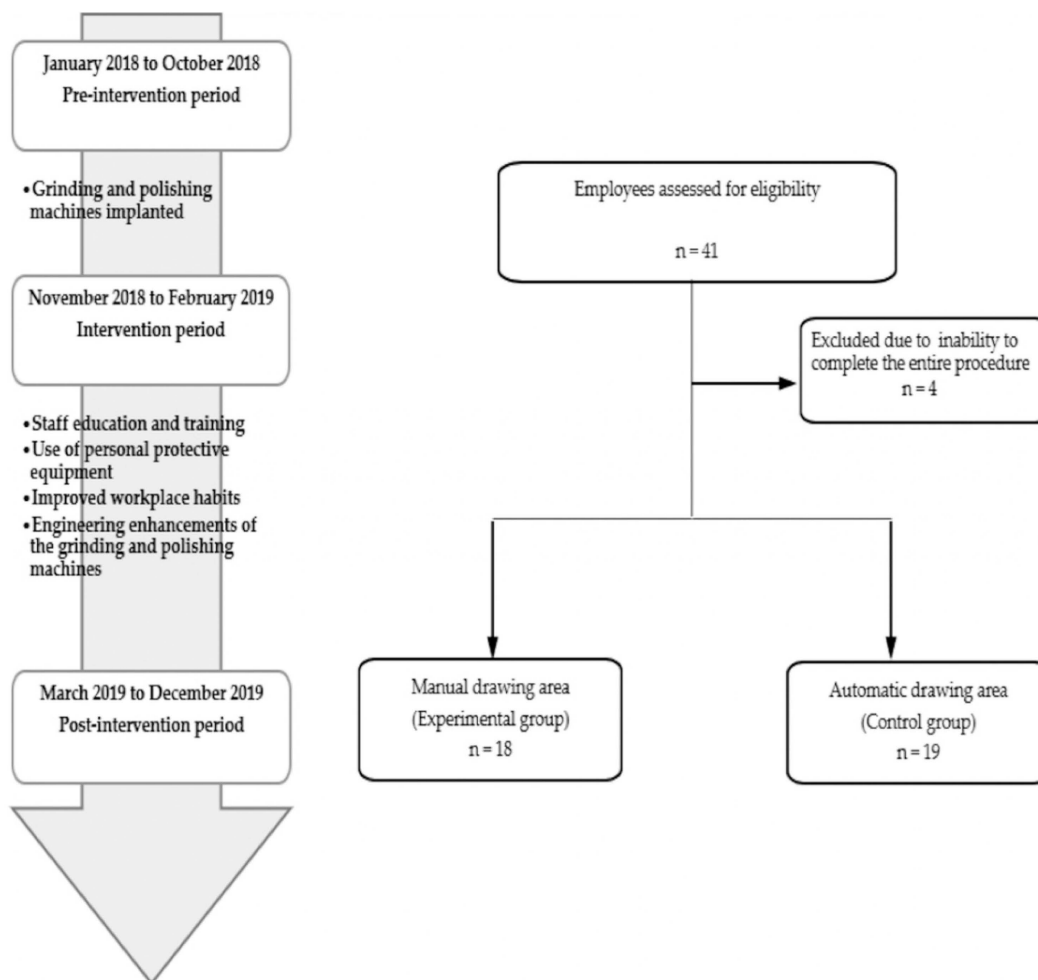 January 2018 to October 2018
Pre-intervention period
•Grinding and polishing
machines implanted
November 2018 to February 2019
Intervention period
•Staff education and training
•Use of personal protective
equipment
•Improved workplace habits
•Engineering enhancements of
the grinding and polishing
machines
March 2019 to December 2019
Post-intervention period
Employees assessed for eligibility
n = 41
Excluded due to inability to
complete the entire procedure
n = 4
Manual drawing area
(Experimental group)
n = 18
Automatic drawing area
(Control group)
n = 19